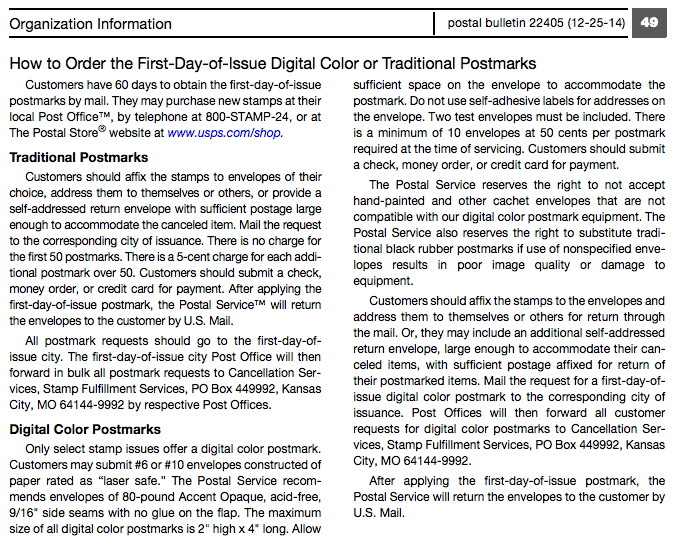 Organization Information
postal bulletin 22405 (12-25-14)
49
How to Order the First-Day-of-Issue Digital Color or Traditional Postmarks
Customers have 60 days to obtain the first-day-of-issue
postmarks by mail. They may purchase new stamps at their
local Post Office™, by telephone at 800-STAMP-24, or at
The Postal Store® website at www.usps.com/shop.
Traditional Postmarks
Customers should affix the stamps to envelopes of their
choice, address them to themselves or others, or provide a
self-addressed return envelope with sufficient postage large
enough to accommodate the canceled item. Mail the request
to the corresponding city of issuance. There is no charge for
the first 50 postmarks. There is a 5-cent charge for each addi-
tional postmark over 50. Customers should submit a check,
money order, or credit card for payment. After applying the
first-day-of-issue postmark, the Postal Service™ will return
the envelopes to the customer by U.S. Mail.
All postmark requests should go to the first-day-of-
issue city. The first-day-of-issue city Post Office will then
forward in bulk all postmark requests to Cancellation Ser-
vices, Stamp Fulfillment Services, PO Box 449992, Kansas
City, MO 64144-9992 by respective Post Offices.
Digital Color Postmarks
Only select stamp issues offer a digital color postmark.
Customers may submit #6 or #10 envelopes constructed of
paper rated as “laser safe.” The Postal Service recom-
mends envelopes of 80-pound Accent Opaque, acid-free,
9/16" side seams with no glue on the flap. The maximum
size of all digital color postmarks is 2" high x 4" long. Allow
sufficient space on the envelope to accommodate the
postmark. Do not use self-adhesive labels for addresses on
the envelope. Two test envelopes must be included. There
is a minimum of 10 envelopes at 50 cents per postmark
required at the time of servicing. Customers should submit
a check, money order, or credit card for payment.
The Postal Service reserves the right to not accept
hand-painted and other cachet envelopes that are not
compatible with our digital color postmark equipment. The
Postal Service also reserves the right to substitute tradi-
tional black rubber postmarks if use of nonspecified enve-
lopes results in poor image quality or damage to
equipment.
Customers should affix the stamps to the envelopes and
address them to themselves or others for return through
the mail. Or, they may include an additional self-addressed
return envelope, large enough to accommodate their can-
celed items, with sufficient postage affixed for return of
their postmarked items. Mail the request for a first-day-of-
issue digital color postmark to the corresponding city of
issuance. Post Offices will then forward all customer
requests for digital color postmarks to Cancellation Ser-
vices, Stamp Fulfillment Services, PO Box 449992, Kansas
City, MO 64144-9992.
After applying the first-day-of-issue postmark, the
Postal Service will return the envelopes to the customer by
U.S. Mail.